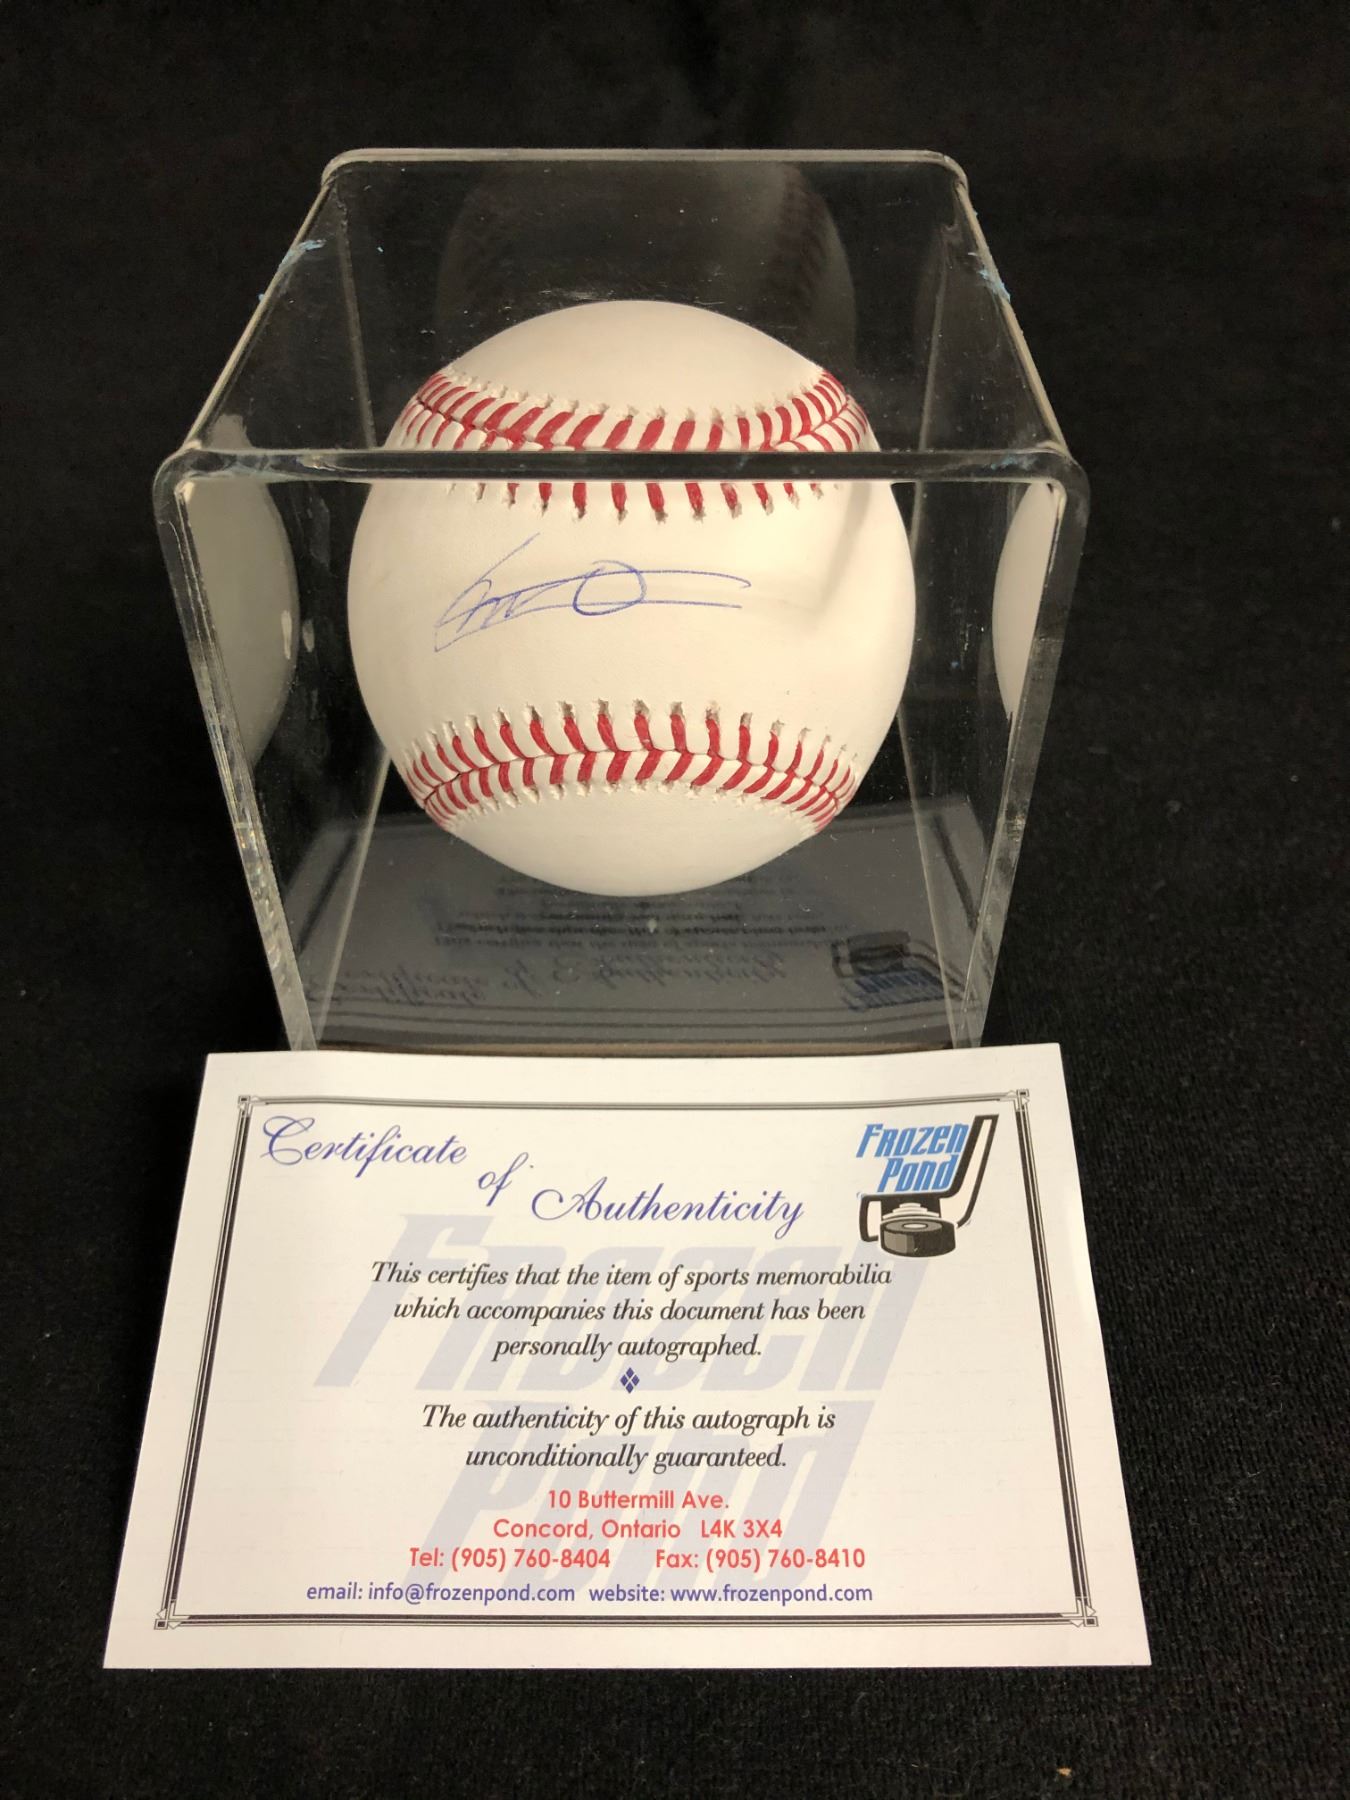 Certificate of Authenticity
FROZEN
POND
This certifies that the item of sports memorabilia
which accompanies this document has been
personally autographed.
The authenticity of this autograph is
unconditionally guaranteed.
10 Buttermill Ave.
Concord, Ontario L4K 3X4
Tel: (905) 760-8404 Fax: (905) 760-8410
email: info@frozenpond.com website: www.frozenpond.com
FROZEN
POND